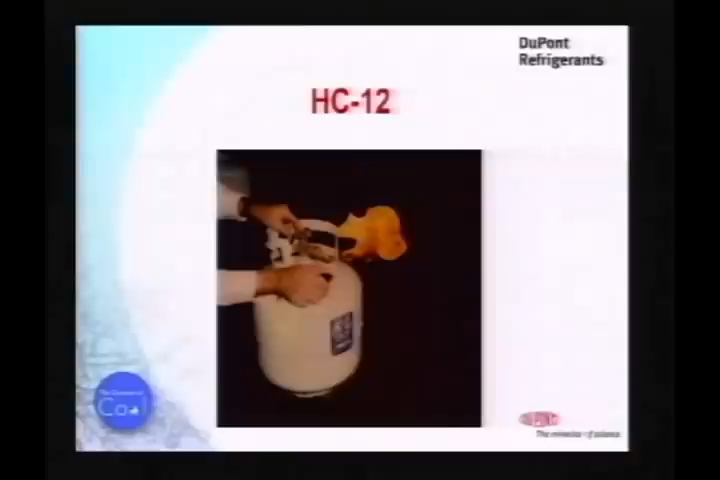 DuPont
Refrigerants
HC-12
The miracles of science